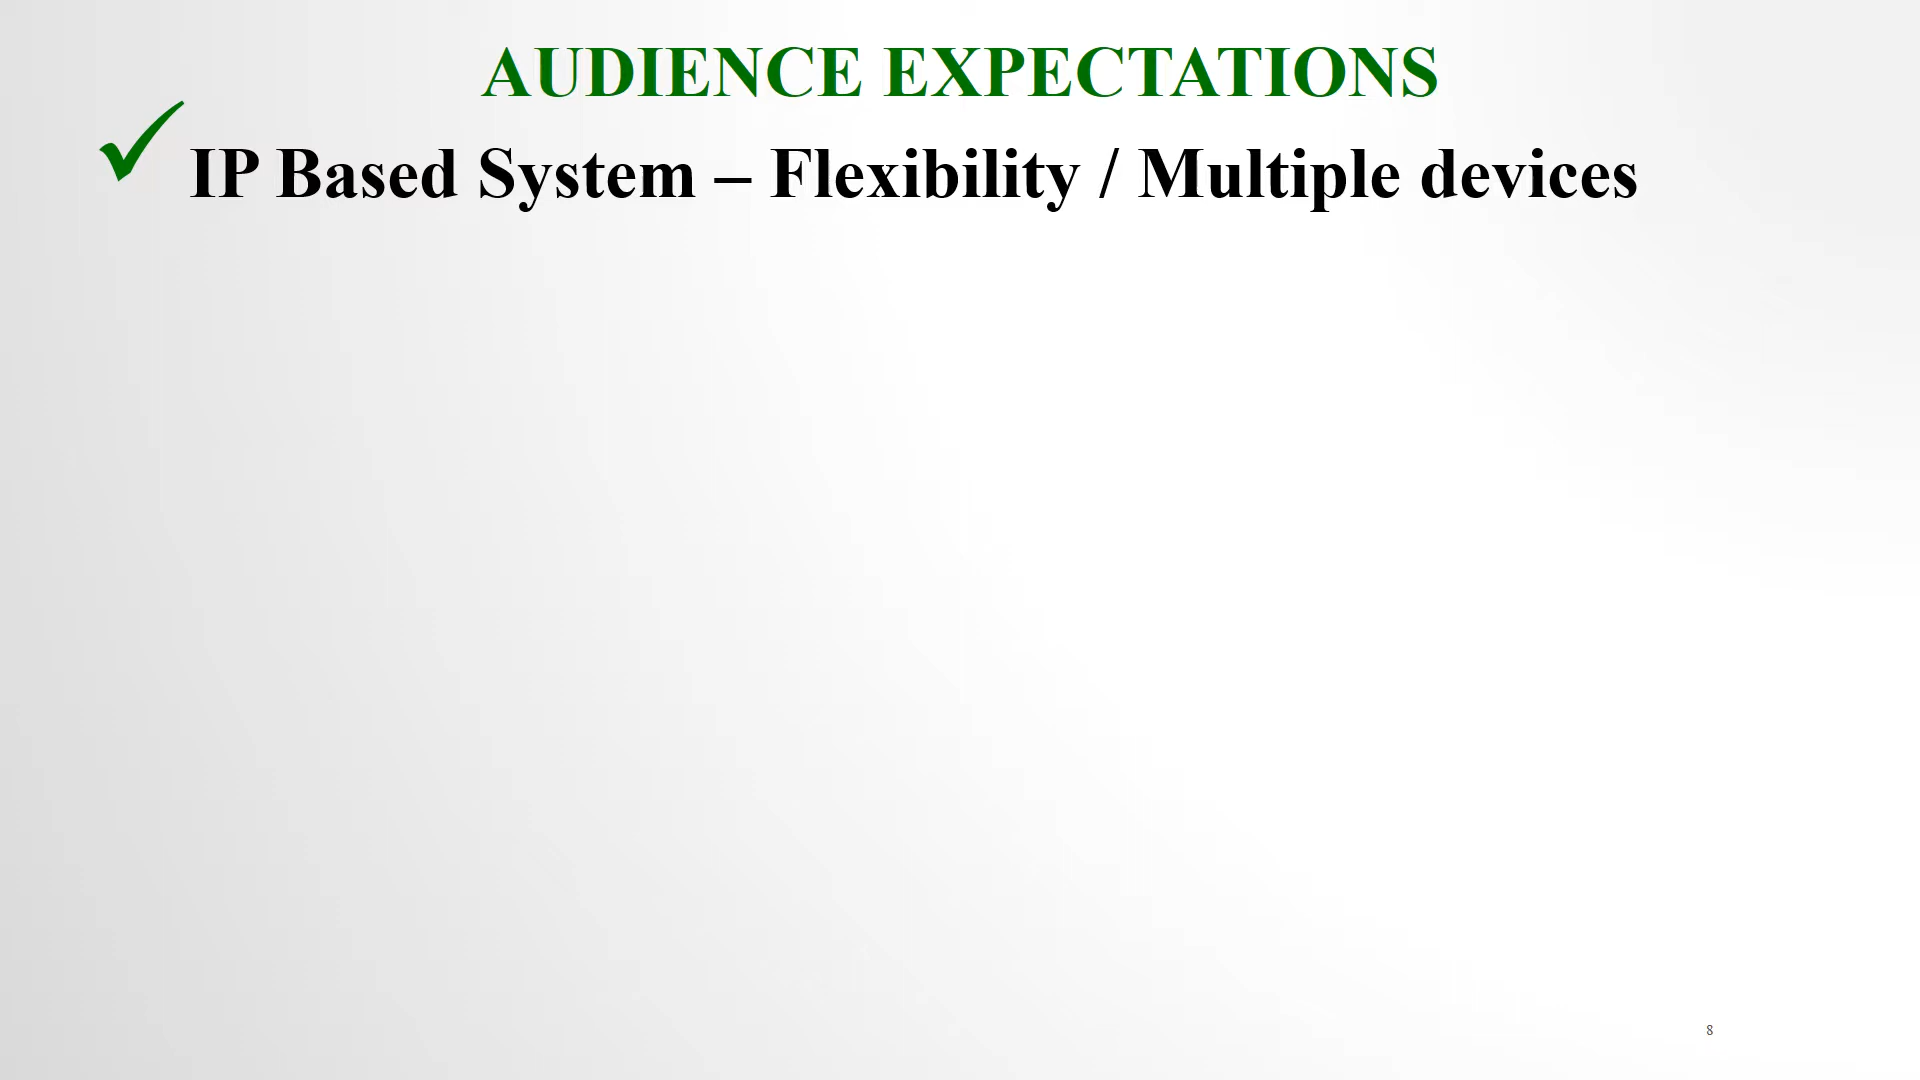 AUDIENCE EXPECTATIONS
IP Based System – Flexibility / Multiple devices
8